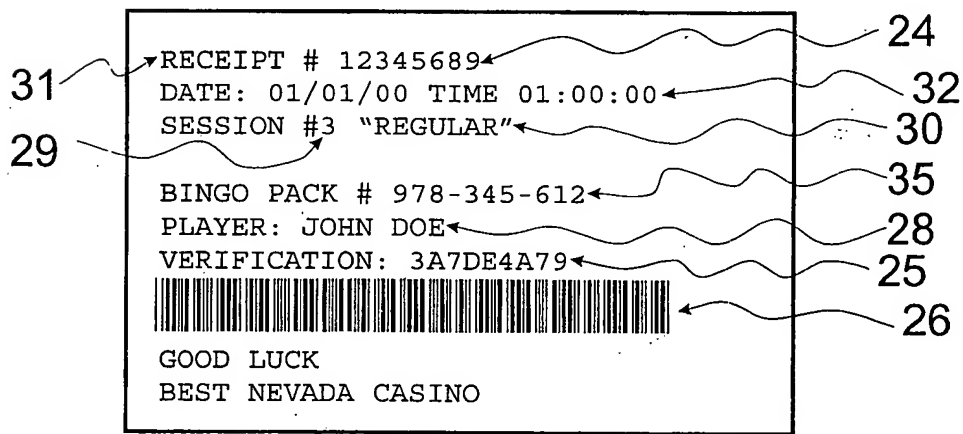 24
31 RECEIPT # 12345689
DATE: 01/01/00 TIME 01:00:00 32
SESSION #3 “REGULAR” 30
29
BINGO PACK # 978-345-612 35
PLAYER: JOHN DOE 28
VERIFICATION: 3A7DE4A79 25
26
GOOD LUCK
BEST NEVADA CASINO